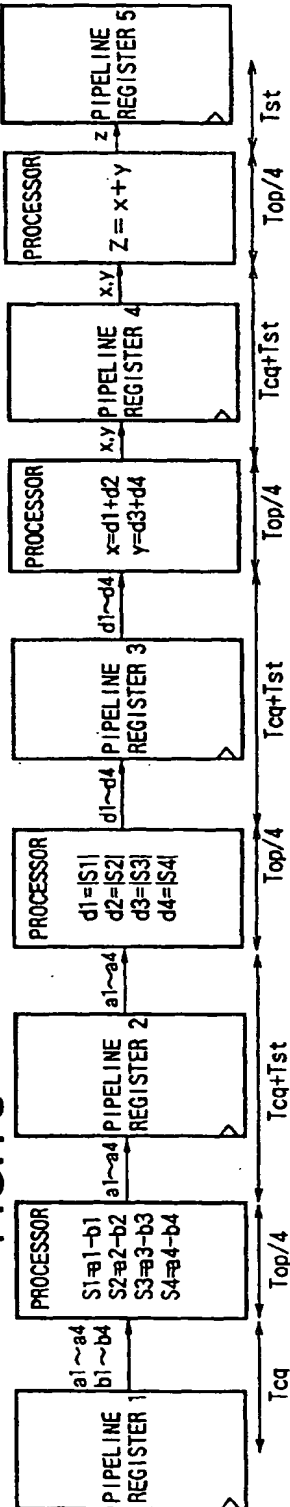 PIPELINE
REGISTER 1
a1~a4
b1~b4
PROCESSOR
S1=a1-b1
S2=a2-b2
S3=a3-b3
S4=a4-b4
a1~a4
PIPELINE
REGISTER 2
a1~a4
PROCESSOR
d1=|S1|
d2=|S2|
d3=|S3|
d4=|S4|
d1~d4
PIPELINE
REGISTER 3
d1~d4
PROCESSOR
x=d1+d2
y=d3+d4
x,y
PIPELINE
REGISTER 4
x,y
PROCESSOR
Z=x+y
z
PIPELINE
REGISTER 5
Tcq
Top/4
Tcq+Tst
Top/4
Tcq+Tst
Top/4
Tcq+Tst
Top/4
Tst